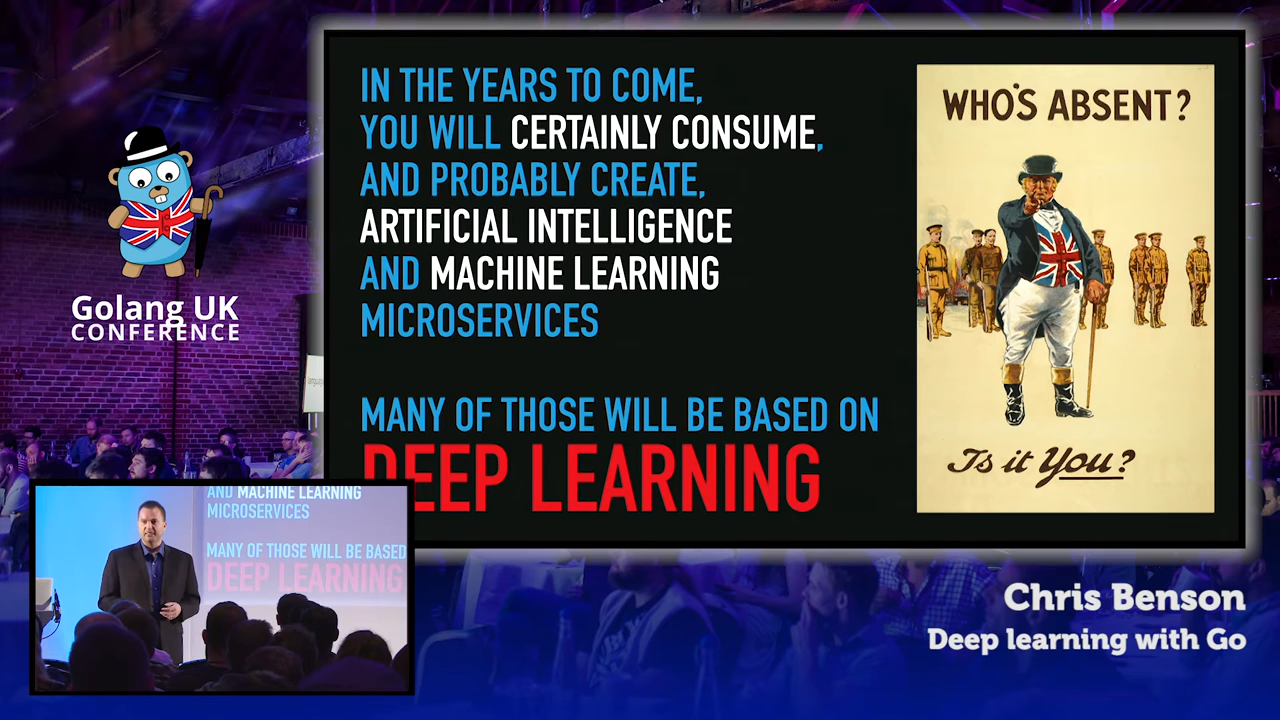 Golang UK
CONFERENCE
IN THE YEARS TO COME,
YOU WILL CERTAINLY CONSUME,
AND PROBABLY CREATE,
ARTIFICIAL INTELLIGENCE
AND MACHINE LEARNING
MICROSERVICES
MANY OF THOSE WILL BE BASED ON
DEEP LEARNING
WHO'S ABSENT?
Is it You?
AND MACHINE LEARNING
MICROSERVICES
MANY OF THOSE WILL BE BASED
DEEP LEARNING
Chris Benson
Deep learning with Go